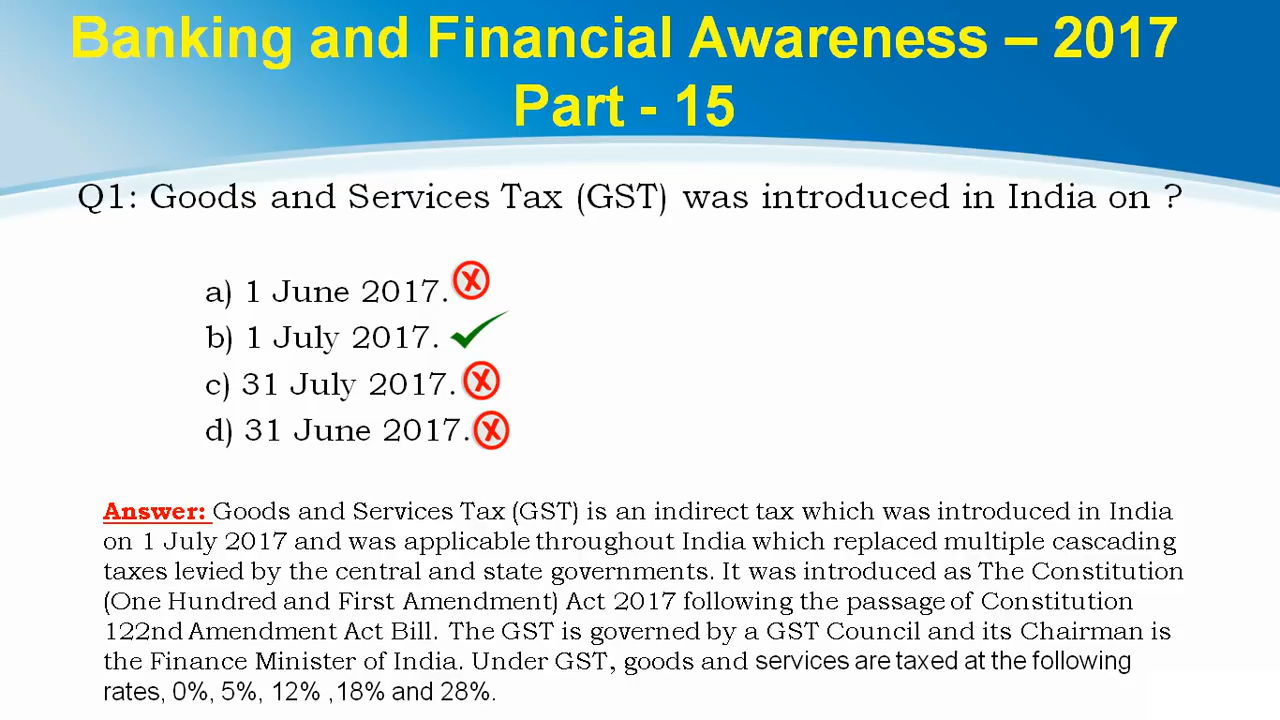 Banking and Financial Awareness – 2017
Part - 15
Q1: Goods and Services Tax (GST) was introduced in India on ?
a) 1 June 2017.
b) 1 July 2017.
c) 31 July 2017.
d) 31 June 2017.
Answer: Goods and Services Tax (GST) is an indirect tax which was introduced in India
on 1 July 2017 and was applicable throughout India which replaced multiple cascading
taxes levied by the central and state governments. It was introduced as The Constitution
(One Hundred and First Amendment) Act 2017 following the passage of Constitution
122nd Amendment Act Bill. The GST is governed by a GST Council and its Chairman is
the Finance Minister of India. Under GST, goods and services are taxed at the following
rates, 0%, 5%, 12% ,18% and 28%.